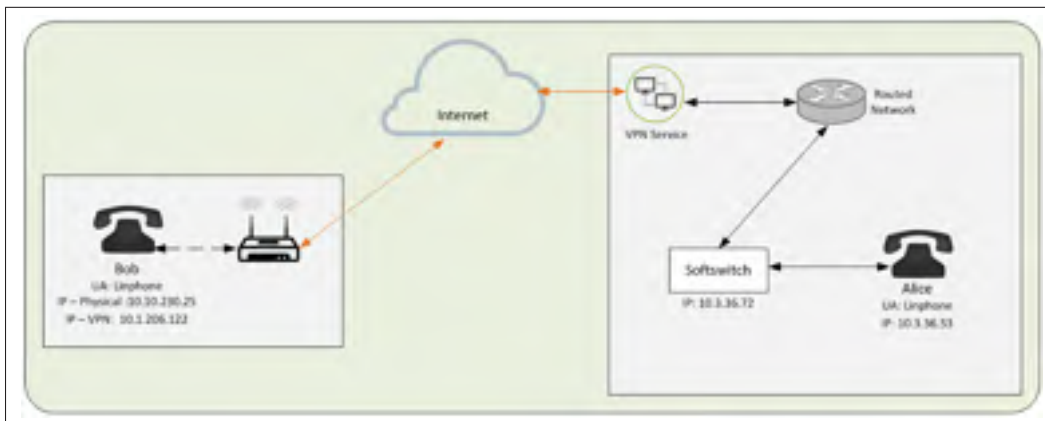 Internet
VPN Service
Routed
Network
Bob
UA: Linphone
IP – Physical :10.10.230.25
IP – VPN: 10.1.206.122
Softswitch
IP: 10.3.36.72
Alice
UA: Linphone
IP: 10.3.36.53